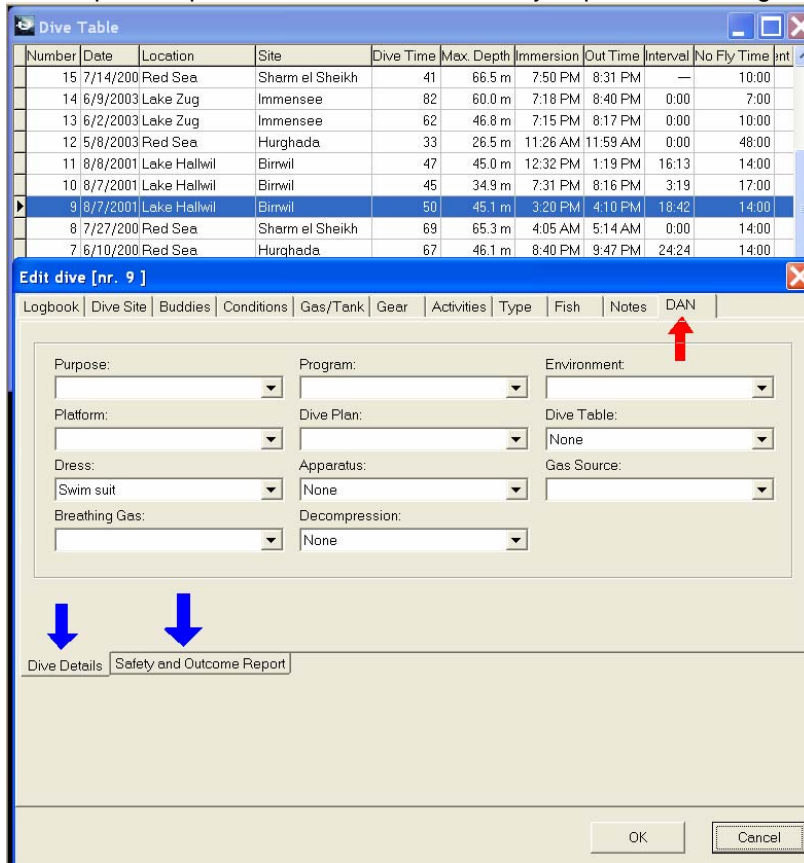 Dive Table
Number Date Location Site Dive Time Max. Depth Immersion Out Time Interval No Fly Time ent
15 7/14/200 Red Sea Sharm el Sheikh 41 66.5 m 7:50 PM 8:31 PM — 10:00
14 6/9/2003 Lake Zug Immensee 82 60.0 m 7:18 PM 8:40 PM 0:00 7:00
13 6/2/2003 Lake Zug Immensee 62 46.8 m 7:15 PM 8:17 PM 0:00 10:00
12 5/8/2003 Red Sea Hurghada 33 26.5 m 11:26 AM 11:59 AM 0:00 48:00
11 8/8/2001 Lake Hallwil Birrwil 47 45.0 m 12:32 PM 1:19 PM 16:13 14:00
10 8/7/2001 Lake Hallwil Birrwil 45 34.9 m 7:31 PM 8:16 PM 3:19 17:00
9 8/7/2001 Lake Hallwil Birrwil 50 45.1 m 3:20 PM 4:10 PM 18:42 14:00
8 7/27/200 Red Sea Sharm el Sheikh 69 65.3 m 4:05 AM 5:14 AM 0:00 14:00
7 6/10/200 Red Sea Hurghada 67 46.1 m 8:40 PM 9:47 PM 24:24 14:00
Edit dive [nr. 9 ]
Logbook Dive Site Buddies Conditions Gas/Tank Gear Activities Type Fish Notes DAN
Purpose: Program: Environment:
Platform: Dive Plan: Dive Table:
None
Dress: Apparatus: Gas Source:
Swim suit None
Breathing Gas: Decompression:
None
Dive Details Safety and Outcome Report
OK Cancel